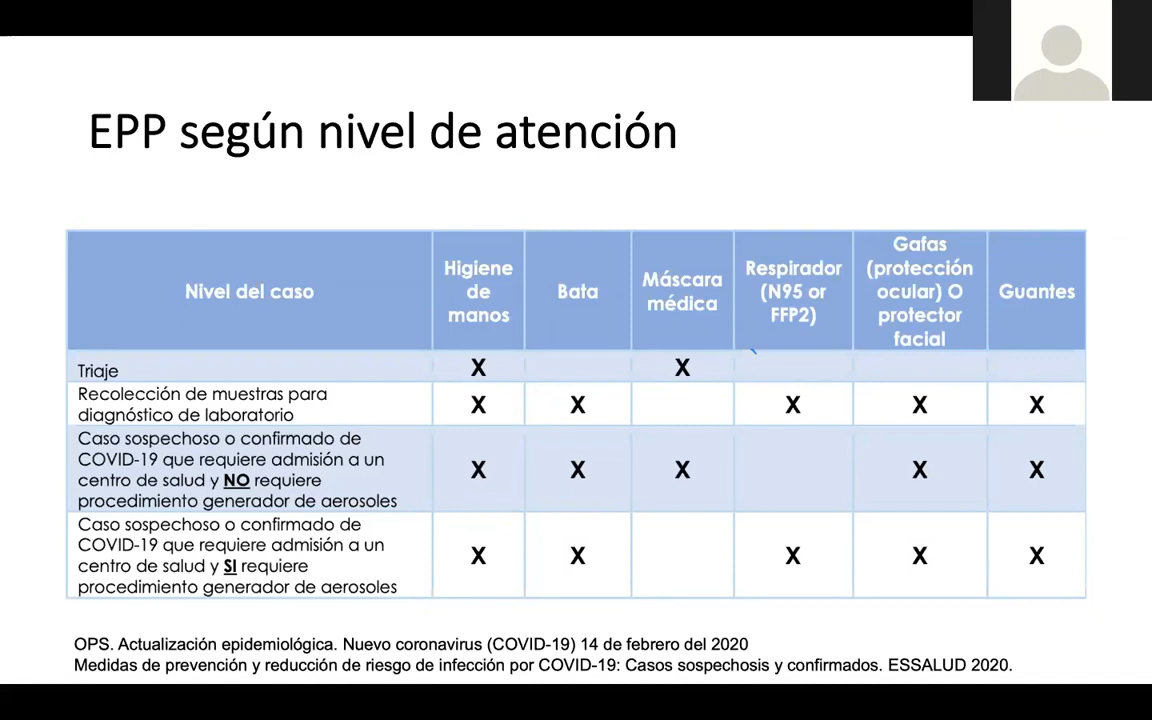 EPP según nivel de atención
Nivel del caso
Higiene
de
manos
Bata
Máscara
médica
Respirador
(N95 or
FFP2)
Gafas
(protección
ocular) O
protector
facial
Guantes
Triaje
X X
Recolección de muestras para
diagnóstico de laboratorio
X X X X X
Caso sospechoso o confirmado de
COVID-19 que requiere admisión a un
centro de salud y NO requiere
procedimiento generador de aerosoles
X X X X X
Caso sospechoso o confirmado de
COVID-19 que requiere admisión a un
centro de salud y SI requiere
procedimiento generador de aerosoles
X X X X X
OPS. Actualización epidemiológica. Nuevo coronavirus (COVID-19) 14 de febrero del 2020
Medidas de prevención y reducción de riesgo de infección por COVID-19: Casos sospechosis y confirmados. ESSALUD 2020.